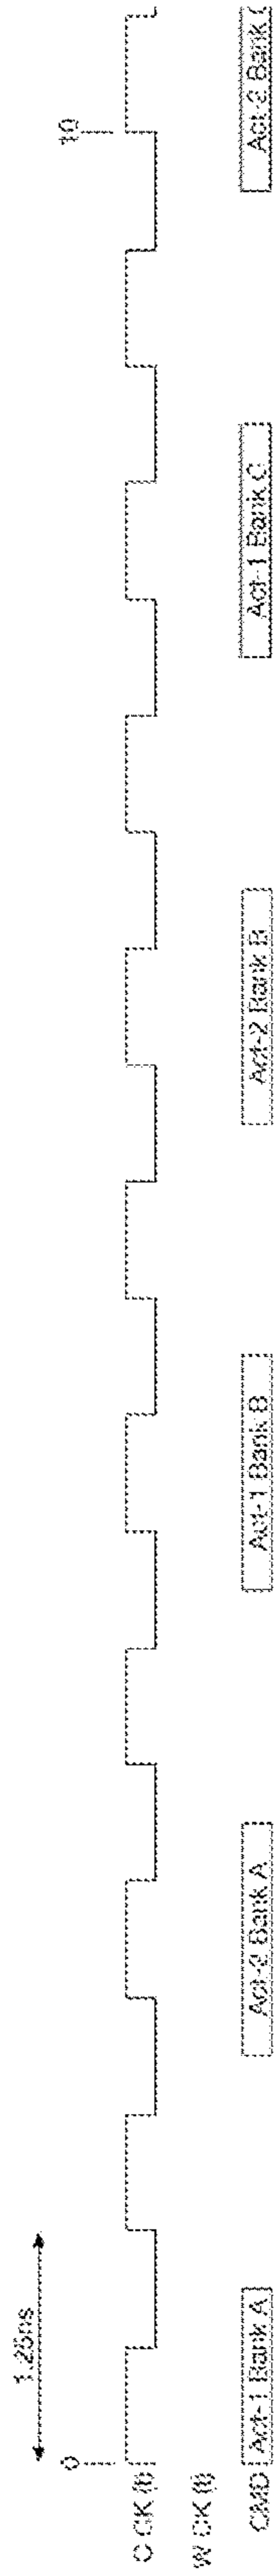 1.25ns
0
10
C CK (t)
W CK (t)
CMD
Act-1 Bank A
Act-2 Bank A
Act-1 Bank B
Act-2 Bank B
Act-1 Bank C
Act-2 Bank